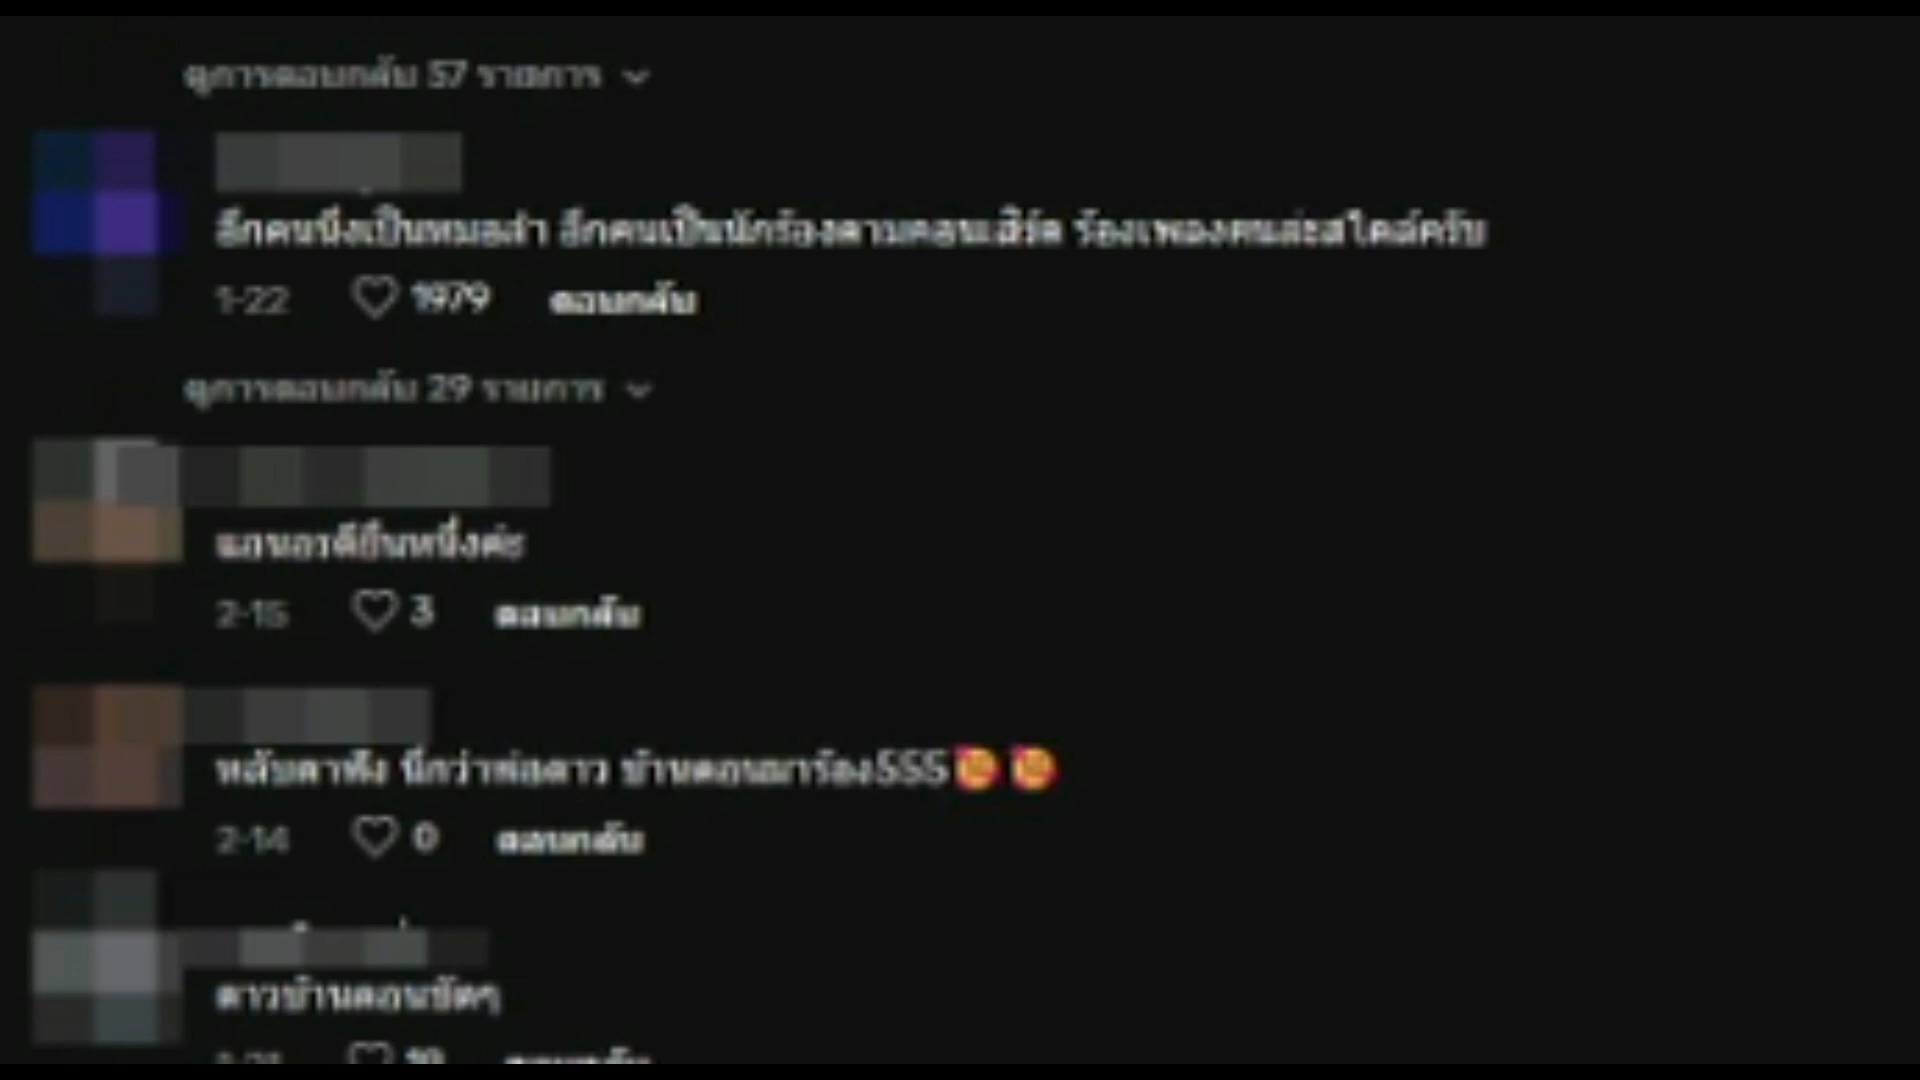 ดูการตอบกลับ 57 รายการ
อีกคนนึงเป็นหมอลำ อีกคนเป็นนักร้องตามคอนเสิร์ต ร้องเพลงคนละสไตล์ครับ
1-22 1979 ตอบกลับ
ดูการตอบกลับ 29 รายการ
แอนอรดียืนหนึ่งค่ะ
2-15 3 ตอบกลับ
หลับตาฟัง นึกว่าพ่อดาว บ้านดอนมาร้อง555🥰🥰
2-14 0 ตอบกลับ
ดาวบ้านดอนชัดๆ
19 ตอบกลับ